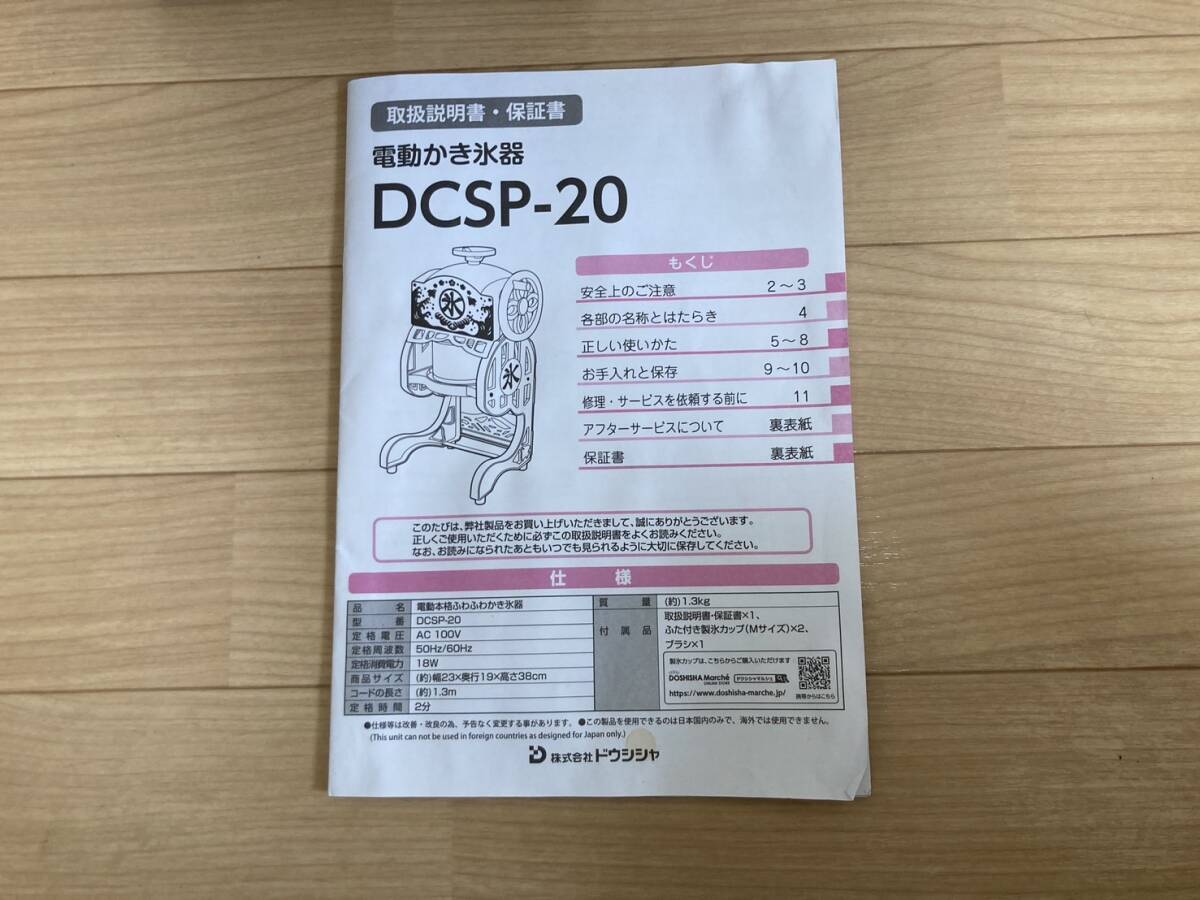 取扱説明書・保証書
電動かき氷器
DCSP-20
氷
氷
もくじ
安全上のご注意 2～3
各部の名称とはたらき 4
正しい使いかた 5～8
お手入れと保存 9～10
修理・サービスを依頼する前に 11
アフターサービスについて 裏表紙
保証書 裏表紙
このたびは、弊社製品をお買い上げいただきまして、誠にありがとうございます。
正しくご使用いただくために必ずこの取扱説明書をよくお読みください。
なお、お読みになられたあともいつでも見られるように大切に保存してください。
仕様
品名 電動本格ふわふわかき氷器
型番 DCSP-20
定格電圧 AC 100V
定格周波数 50Hz/60Hz
定格消費電力 18W
商品サイズ (約)幅23×奥行19×高さ38cm
コードの長さ (約)1.3m
定格時間 2分
質量 (約)1.3kg
付属品 取扱説明書・保証書×1、
ふた付き製氷カップ(Mサイズ)×2、
ブラシ×1
製氷カップは、こちらからご購入いただけます
DOSHISHA Marché
ONLINE STORE
ドウシシャマルシェ
https://www.doshisha-marche.jp/
携帯からはこちら
●仕様等は改善・改良の為、予告なく変更する事があります。 ●この製品を使用できるのは日本国内のみで、海外では使用できません。
(This unit can not be used in foreign countries as designed for Japan only.)
株式会社ドウシシャ